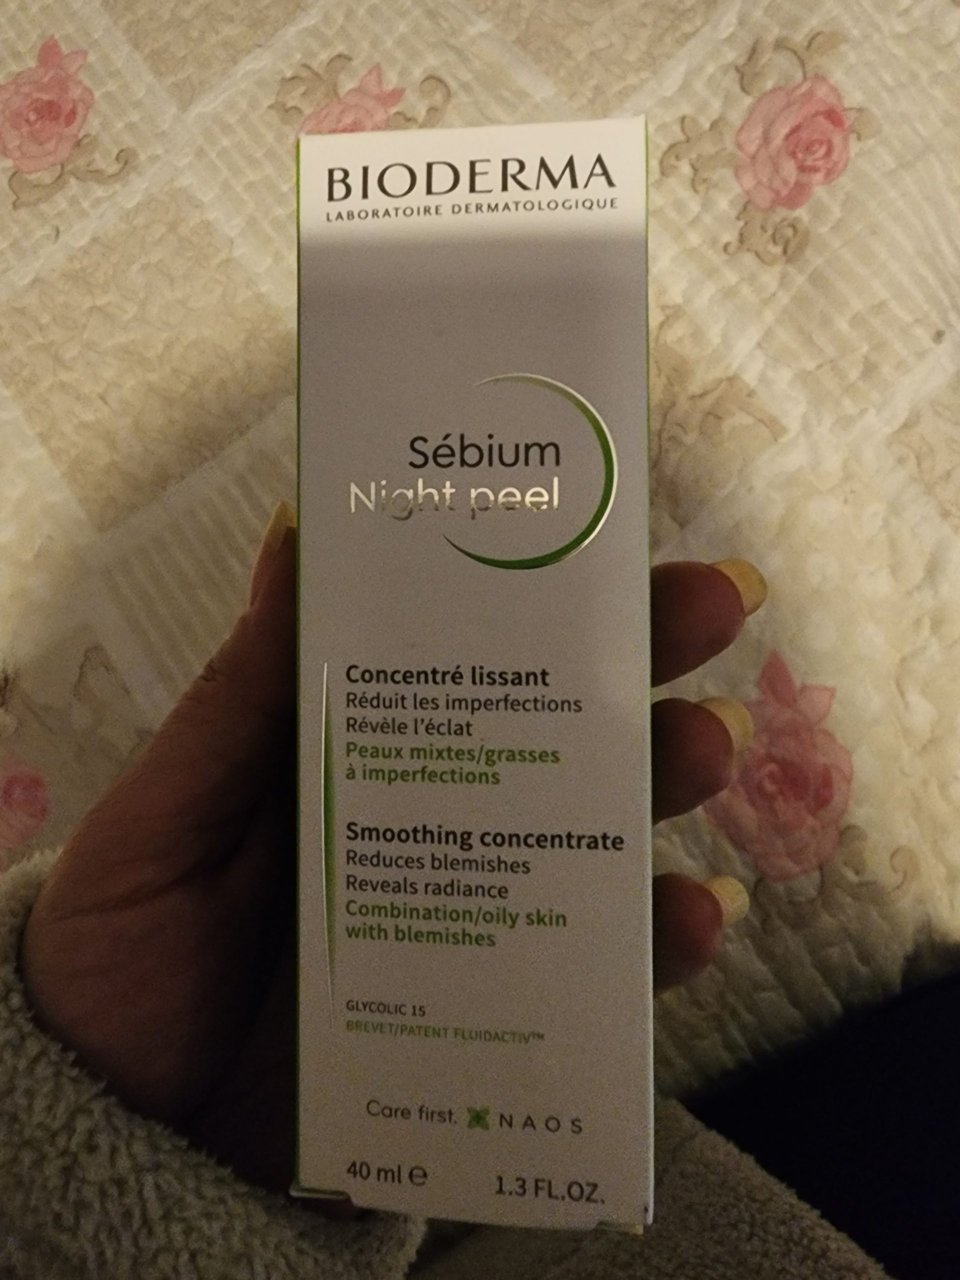 BIODERMA
LABORATOIRE DERMATOLOGIQUE
Sébium
Night peel
Concentré lissant
Réduit les imperfections
Révèle l'éclat
Peaux mixtes/grasses
à imperfections
Smoothing concentrate
Reduces blemishes
Reveals radiance
Combination/oily skin
with blemishes
GLYCOLIC 15
BREVET/PATENT FLUIDACTIV™
Care first. NAOS
40 ml ℮ 1.3 FL.OZ.